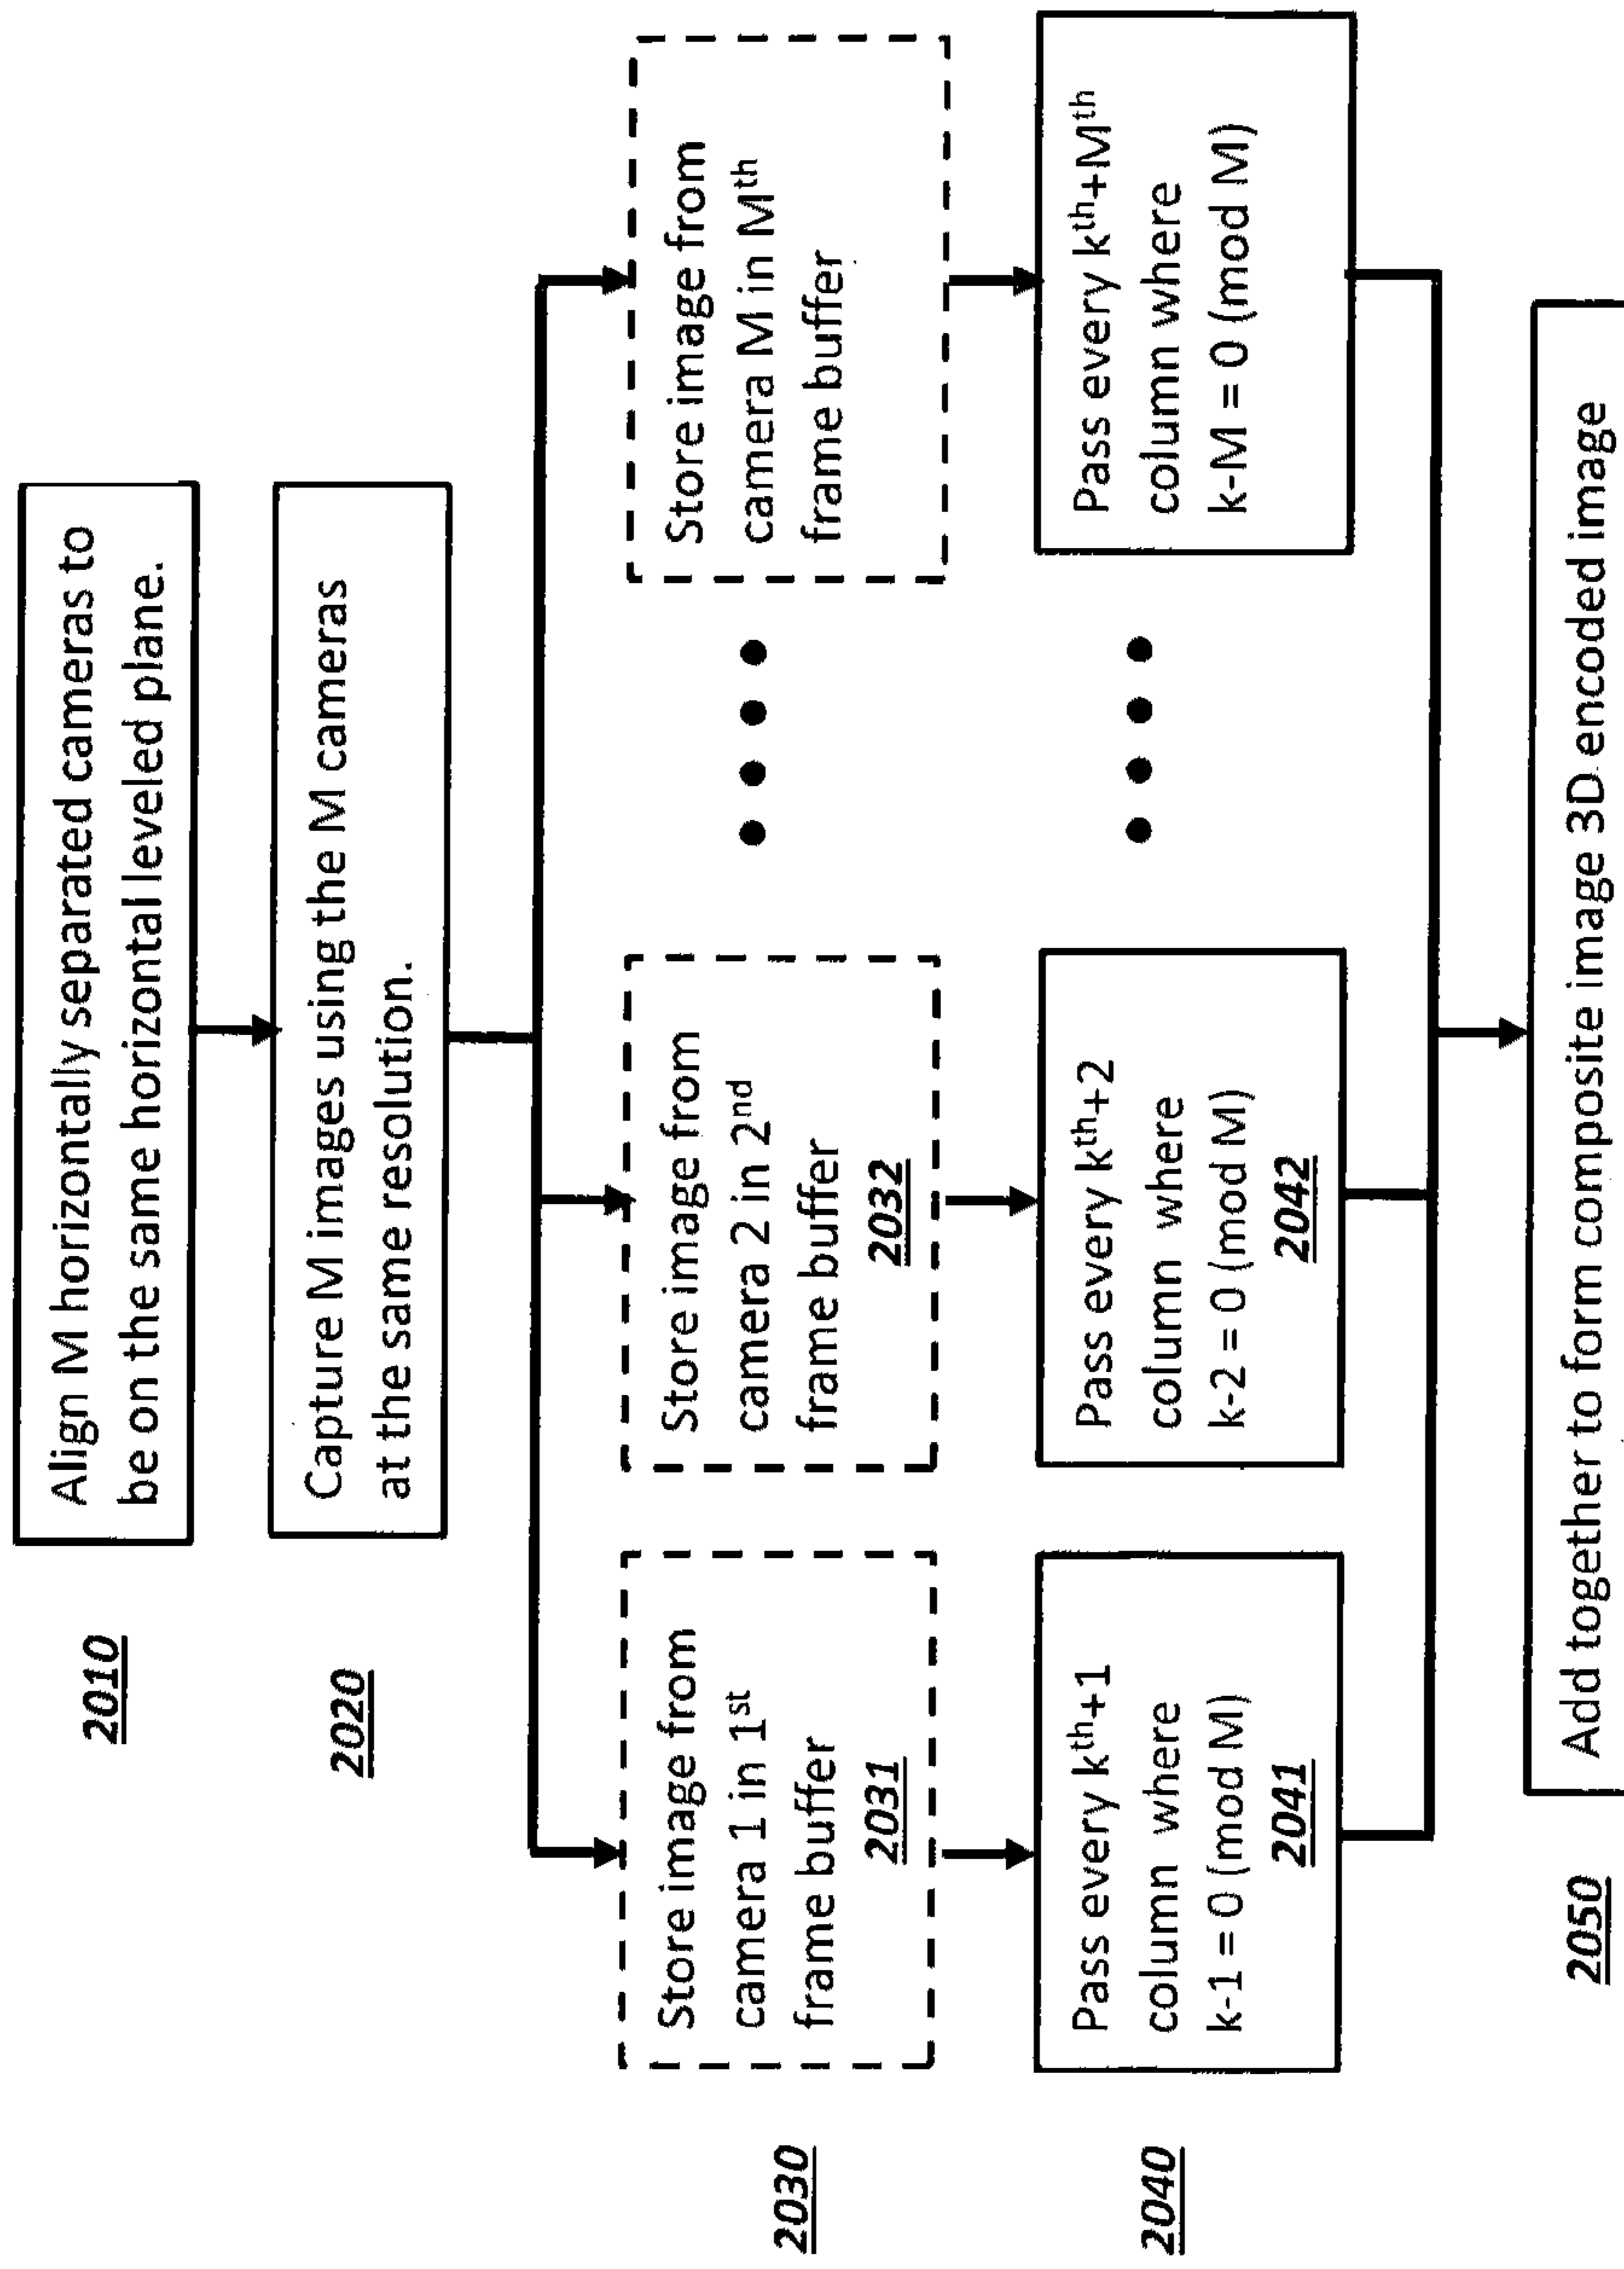 2010
Align M horizontally separated cameras to
be on the same horizontal leveled plane.
2020
Capture M images using the M cameras
at the same resolution.
2030
Store image from
camera 1 in 1st
frame buffer
2031
Store image from
camera 2 in 2nd
frame buffer
2032
Store image from
camera M in Mth
frame buffer
2040
Pass every kth+1
column where
k-1 = 0 (mod M)
2041
Pass every kth+2
column where
k-2 = 0 (mod M)
2042
Pass every kth+Mth
column where
k-M = 0 (mod M)
2050
Add together to form composite image 3D encoded image